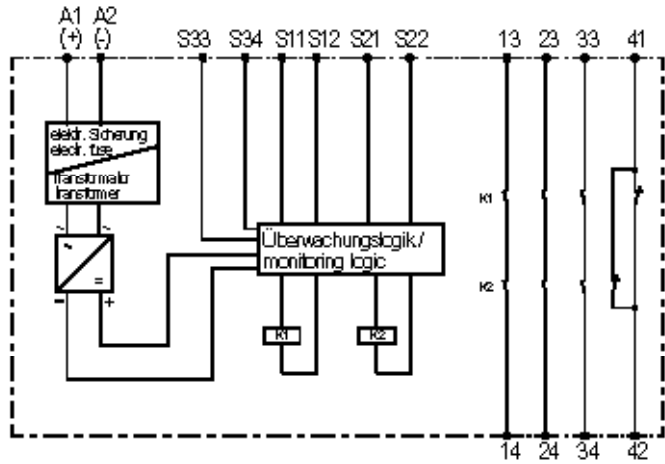 A1 A2
(+) (-)
S33 S34 S11 S12 S21 S22 13 23 33 41
elektr. Sicherung
electr. fuse
Transformator
transformer
~ ~
~
=
- +
Überwachungslogik /
monitoring logic
K1 K2
K1
K2
14 24 34 42